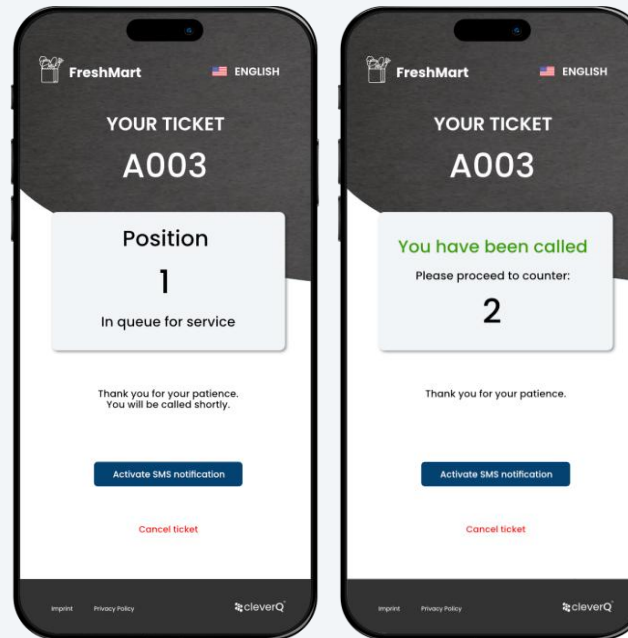 FreshMart
ENGLISH
YOUR TICKET
A003
Position
1
In queue for service
Thank you for your patience.
You will be called shortly.
Activate SMS notification
Cancel ticket
Imprint
Privacy Policy
cleverQ
FreshMart
ENGLISH
YOUR TICKET
A003
You have been called
Please proceed to counter:
2
Thank you for your patience.
Activate SMS notification
Cancel ticket
Imprint
Privacy Policy
cleverQ